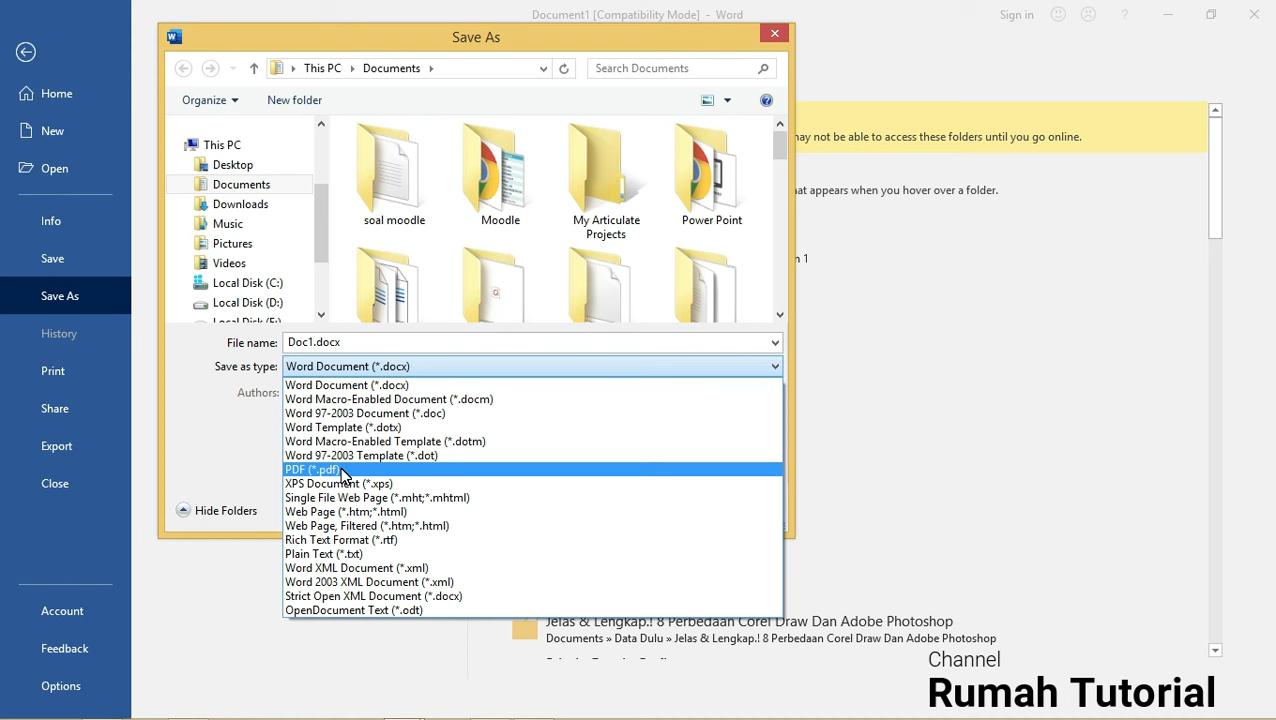 Document1 [Compatibility Mode] - Word
Sign in
?
Save As
This PC
Documents
Search Documents
Organize
New folder
Home
New
Open
Info
Save
Save As
History
Print
Share
Export
Close
Account
Feedback
Options
This PC
Desktop
Documents
Downloads
Music
Pictures
Videos
Local Disk (C:)
Local Disk (D:)
soal moodle
Moodle
My Articulate
Projects
Power Point
may not be able to access these folders until you go online.
hat appears when you hover over a folder.
n 1
File name: Doc1.docx
Save as type: Word Document (*.docx)
Authors:
Word Document (*.docx)
Word Macro-Enabled Document (*.docm)
Word 97-2003 Document (*.doc)
Word Template (*.dotx)
Word Macro-Enabled Template (*.dotm)
Word 97-2003 Template (*.dot)
PDF (*.pdf)
XPS Document (*.xps)
Single File Web Page (*.mht;*.mhtml)
Web Page (*.htm;*.html)
Web Page, Filtered (*.htm;*.html)
Rich Text Format (*.rtf)
Plain Text (*.txt)
Word XML Document (*.xml)
Word 2003 XML Document (*.xml)
Strict Open XML Document (*.docx)
OpenDocument Text (*.odt)
Hide Folders
Jelas & Lengkap.! 8 Perbedaan Corel Draw Dan Adobe Photoshop
Documents » Data Dulu » Jelas & Lengkap.! 8 Perbedaan Corel Draw Dan Adobe Photoshop
Channel
Rumah Tutorial